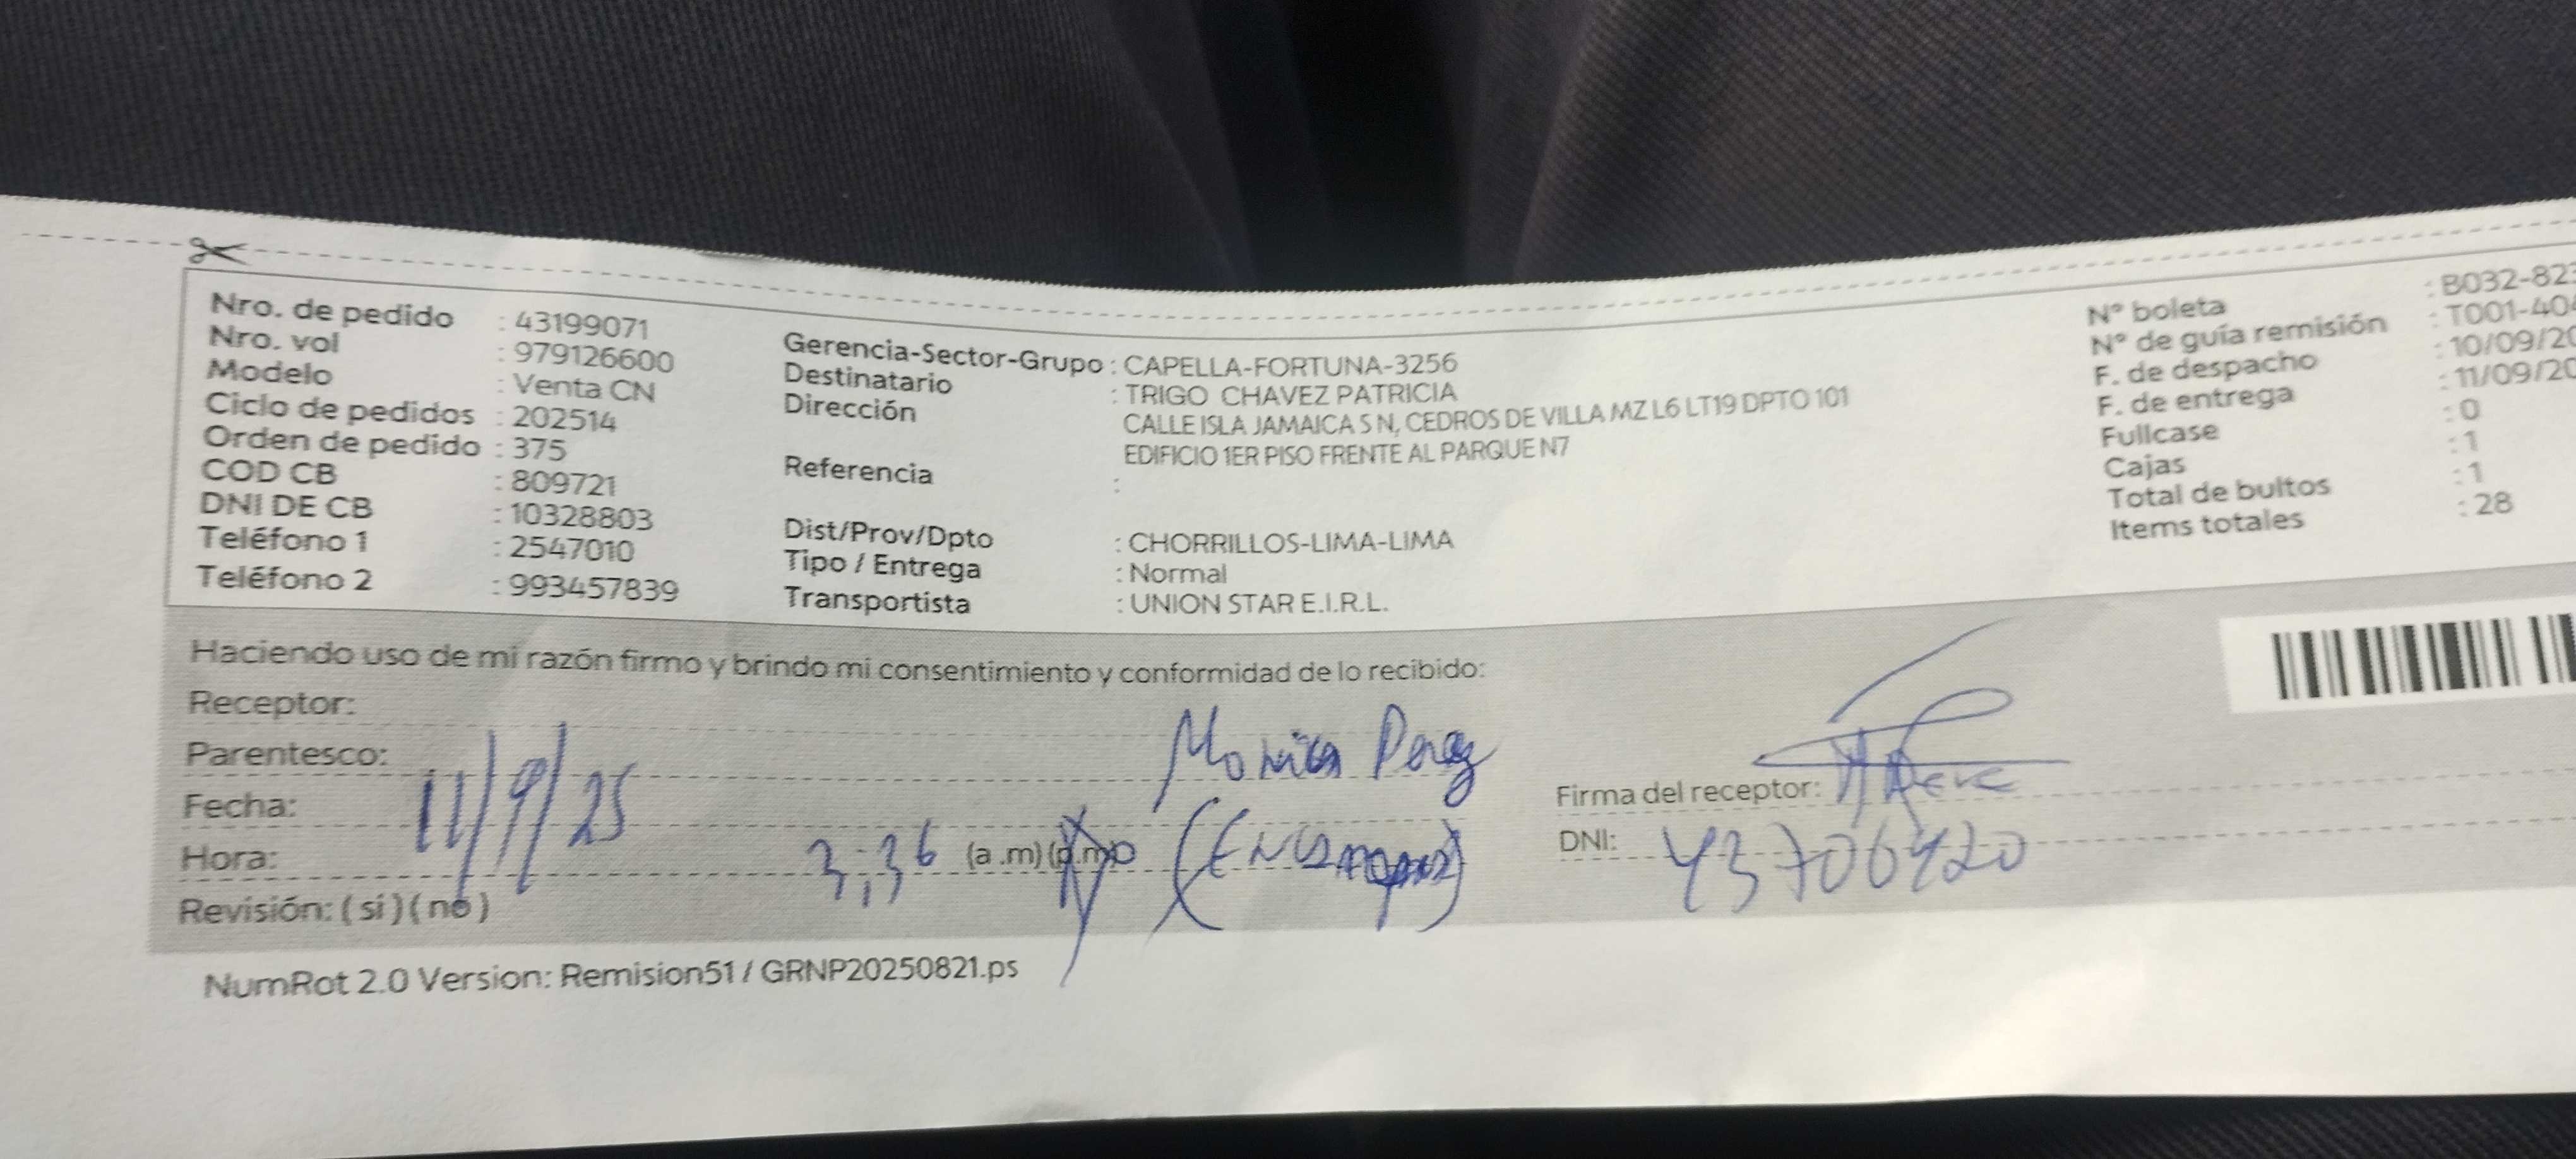 Nro. de pedido : 43199071
Nro. vol : 979126600
Modelo : Venta CN
Ciclo de pedidos : 202514
Orden de pedido : 375
COD CB : 809721
DNI DE CB : 10328803
Teléfono 1 : 2547010
Teléfono 2 : 993457839
Gerencia-Sector-Grupo : CAPELLA-FORTUNA-3256
Destinatario : TRIGO CHAVEZ PATRICIA
Dirección CALLE ISLA JAMAICA S N, CEDROS DE VILLA MZ L6 LT19 DPTO 101
EDIFICIO 1ER PISO FRENTE AL PARQUE N7
Referencia :
Dist/Prov/Dpto : CHORRILLOS-LIMA-LIMA
Tipo / Entrega : Normal
Transportista : UNION STAR E.I.R.L.
N° boleta : B032-823
N° de guía remisión : T001-404
F. de despacho : 10/09/20
F. de entrega : 11/09/20
Fullcase : 0
Cajas : 1
Total de bultos : 1
Items totales : 28
Haciendo uso de mi razón firmo y brindo mi consentimiento y conformidad de lo recibido:
Receptor:
Parentesco: Monica Perez
Fecha: 11/9/25
Firma del receptor:
Hora: 3:36 (a .m) (p.m)
DNI: 43706420
Revisión: ( si ) ( no )
NumRot 2.0 Version: Remision51 / GRNP20250821.ps